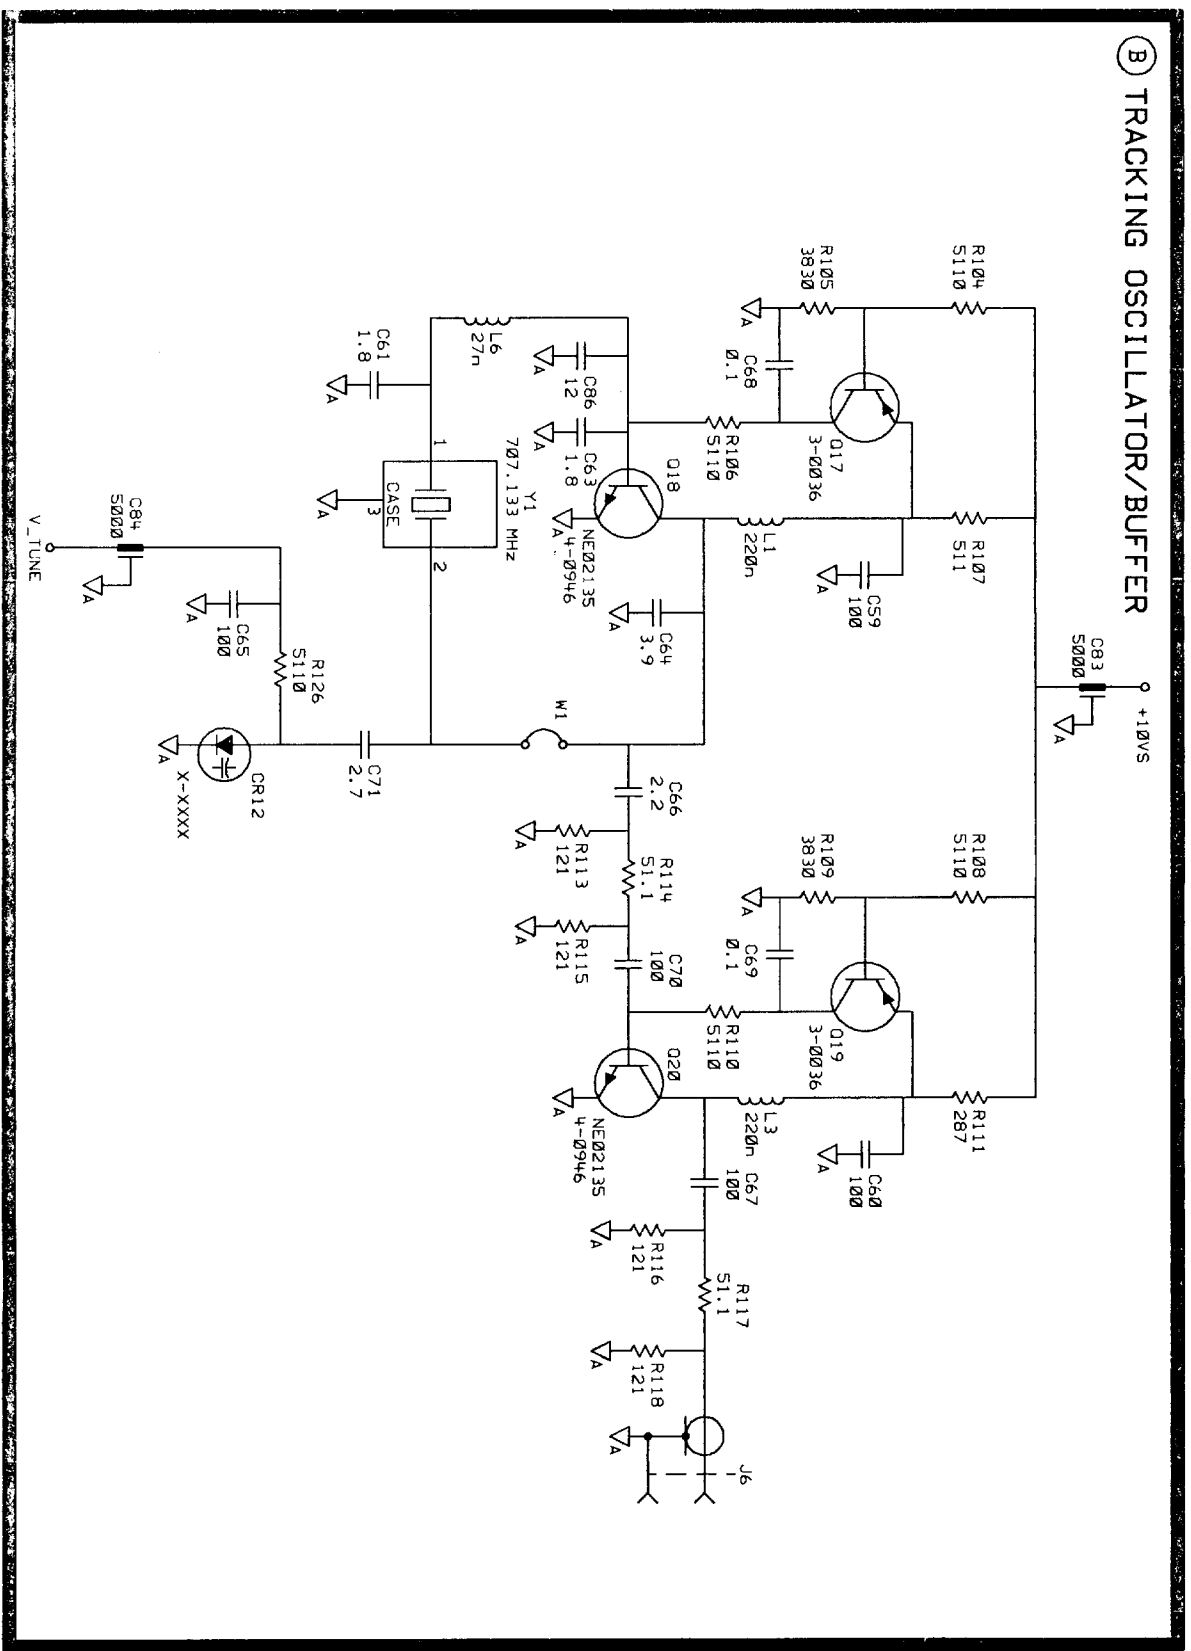 B TRACKING OSCILLATOR/BUFFER
+10VS
C83
5000
A
R104
5110
R107
511
R108
5110
R111
287
R105
3830
C68
0.1
A
Q17
3-0036
C59
100
A
R109
3830
C69
0.1
A
Q19
3-0036
C60
100
A
R106
5110
L1
220n
R110
5110
L3
220n
C67
100
R117
51.1
J6
Q18
NE02135
4-0946
A
C86
12
A
C63
1.8
A
C64
3.9
A
C66
2.2
R114
51.1
C70
100
Q20
NE02135
4-0946
A
R113
121
A
R115
121
A
R116
121
A
R118
121
A
A
L6
27n
Y1
707.133 MHz
W1
C61
1.8
A
1
CASE
3
2
A
C71
2.7
R126
5110
C65
100
A
CR12
X-XXXX
A
C84
5000
A
V_TUNE